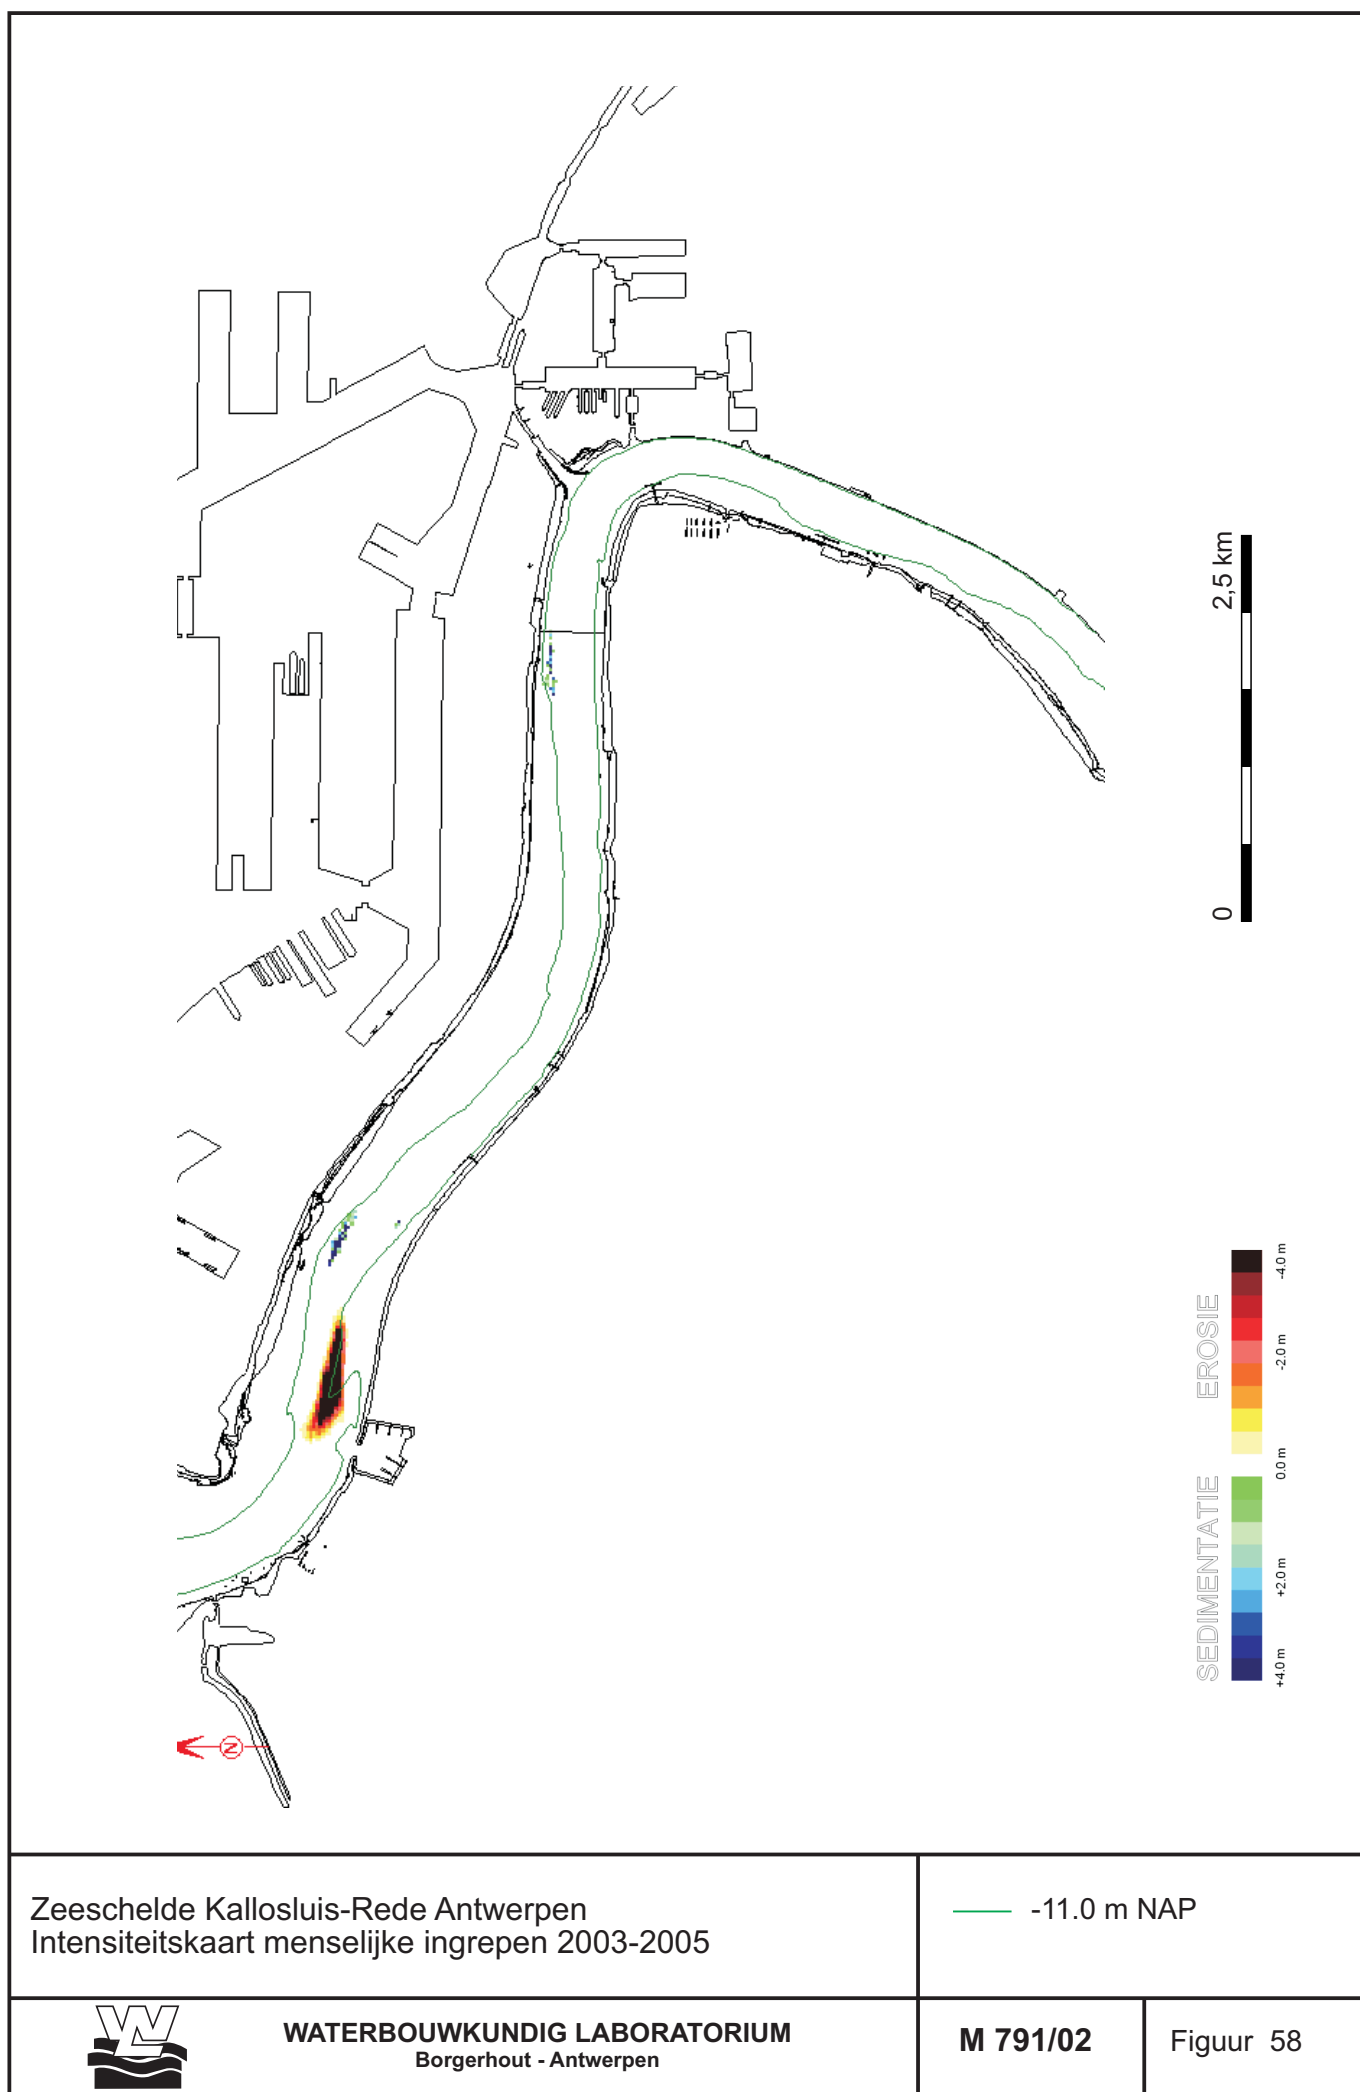 2,5 km
0
EROSIE
-4.0 m
-2.0 m
0.0 m
SEDIMENTATIE
+2.0 m
+4.0 m
N
Zeeschelde Kallosluis-Rede Antwerpen
Intensiteitskaart menselijke ingrepen 2003-2005
-11.0 m NAP
WL
WATERBOUWKUNDIG LABORATORIUM
Borgerhout - Antwerpen
M 791/02
Figuur 58